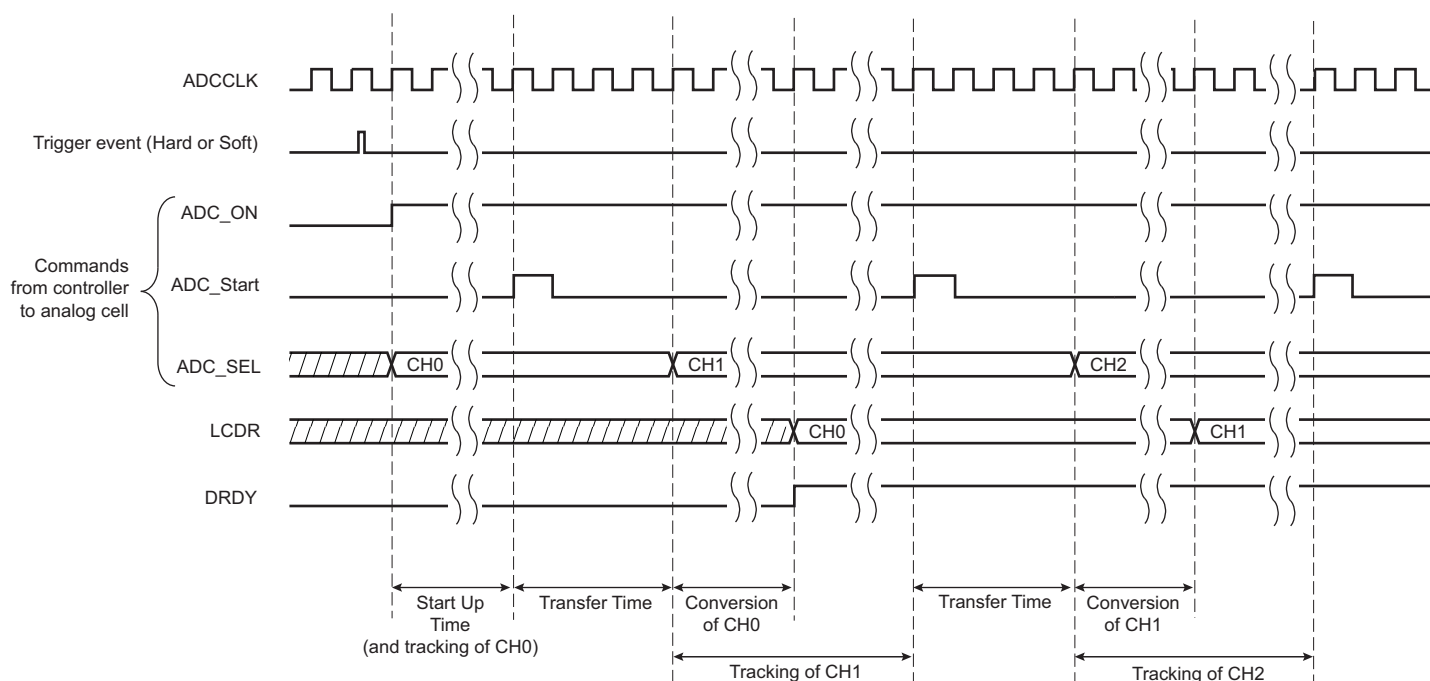 ADCCLK
Trigger event (Hard or Soft)
ADC_ON
Commands
from controller
to analog cell
ADC_Start
ADC_SEL
CH0
CH1
CH2
LCDR
CH0
CH1
DRDY
Start Up
Time
(and tracking of CH0)
Transfer Time
Conversion
of CH0
Transfer Time
Conversion
of CH1
Tracking of CH1
Tracking of CH2